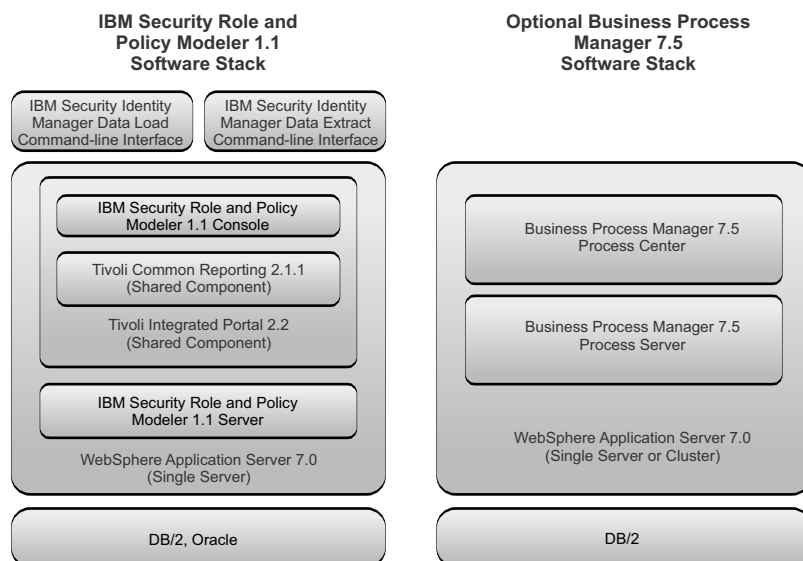 IBM Security Role and
Policy Modeler 1.1
Software Stack
IBM Security Identity
Manager Data Load
Command-line Interface
IBM Security Identity
Manager Data Extract
Command-line Interface
IBM Security Role and Policy
Modeler 1.1 Console
Tivoli Common Reporting 2.1.1
(Shared Component)
Tivoli Integrated Portal 2.2
(Shared Component)
IBM Security Role and Policy
Modeler 1.1 Server
WebSphere Application Server 7.0
(Single Server)
DB/2, Oracle
Optional Business Process
Manager 7.5
Software Stack
Business Process Manager 7.5
Process Center
Business Process Manager 7.5
Process Server
WebSphere Application Server 7.0
(Single Server or Cluster)
DB/2